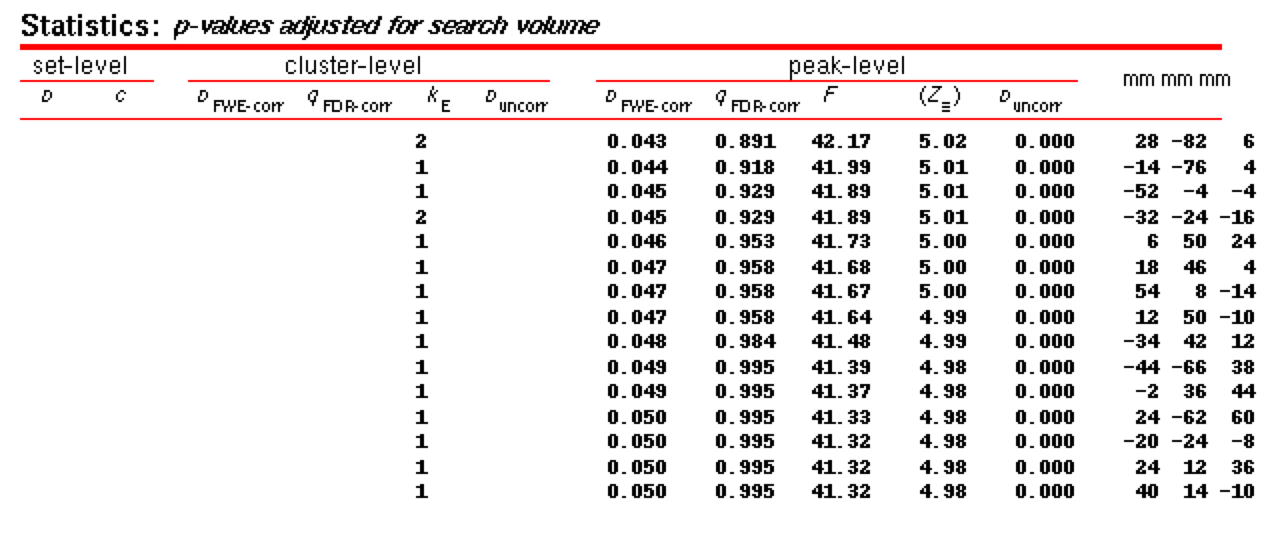 Statistics: p-values adjusted for search volume
set-level cluster-level peak-level mm mm mm
p c p FWE-corr q FDR-corr k E p uncorr p FWE-corr q FDR-corr F (Z≡) p uncorr
2 0.043 0.891 42.17 5.02 0.000 28 -82 6
1 0.044 0.918 41.99 5.01 0.000 -14 -76 4
1 0.045 0.929 41.89 5.01 0.000 -52 -4 -4
2 0.045 0.929 41.89 5.01 0.000 -32 -24 -16
1 0.046 0.953 41.73 5.00 0.000 6 50 24
1 0.047 0.958 41.68 5.00 0.000 18 46 4
1 0.047 0.958 41.67 5.00 0.000 54 8 -14
1 0.047 0.958 41.64 4.99 0.000 12 50 -10
1 0.048 0.984 41.48 4.99 0.000 -34 42 12
1 0.049 0.995 41.39 4.98 0.000 -44 -66 38
1 0.049 0.995 41.37 4.98 0.000 -2 36 44
1 0.050 0.995 41.33 4.98 0.000 24 -62 60
1 0.050 0.995 41.32 4.98 0.000 -20 -24 -8
1 0.050 0.995 41.32 4.98 0.000 24 12 36
1 0.050 0.995 41.32 4.98 0.000 40 14 -10